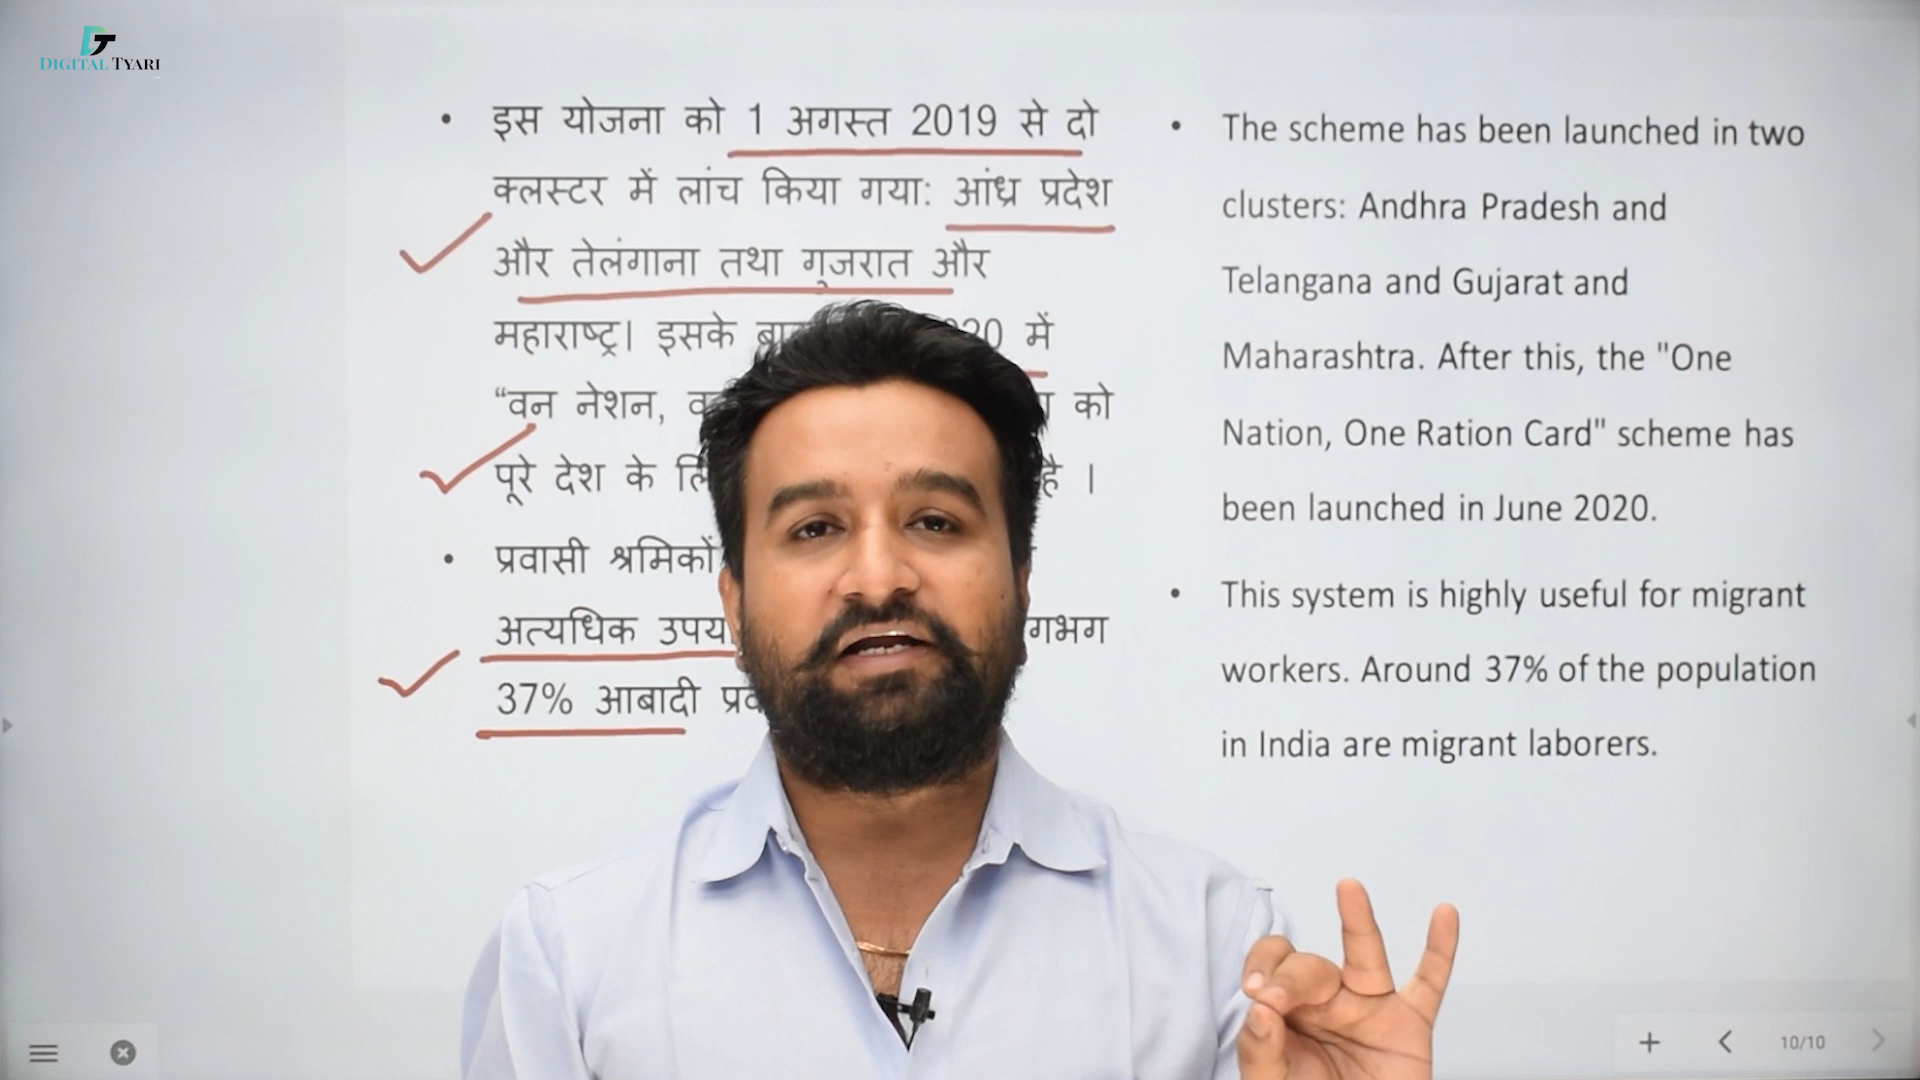 DIGITAL TYARI
• इस योजना को 1 अगस्त 2019 से दो
क्लस्टर में लांच किया गया: आंध्र प्रदेश
और तेलंगाना तथा गुजरात और
महाराष्ट्र। इसके में
“वन नेशन, को
पूरे देश के है ।
• प्रवासी श्रमिकों
अत्यधिक
37% आबादी
• The scheme has been launched in two
clusters: Andhra Pradesh and
Telangana and Gujarat and
Maharashtra. After this, the "One
Nation, One Ration Card" scheme has
been launched in June 2020.
• This system is highly useful for migrant
workers. Around 37% of the population
in India are migrant laborers.
10/10